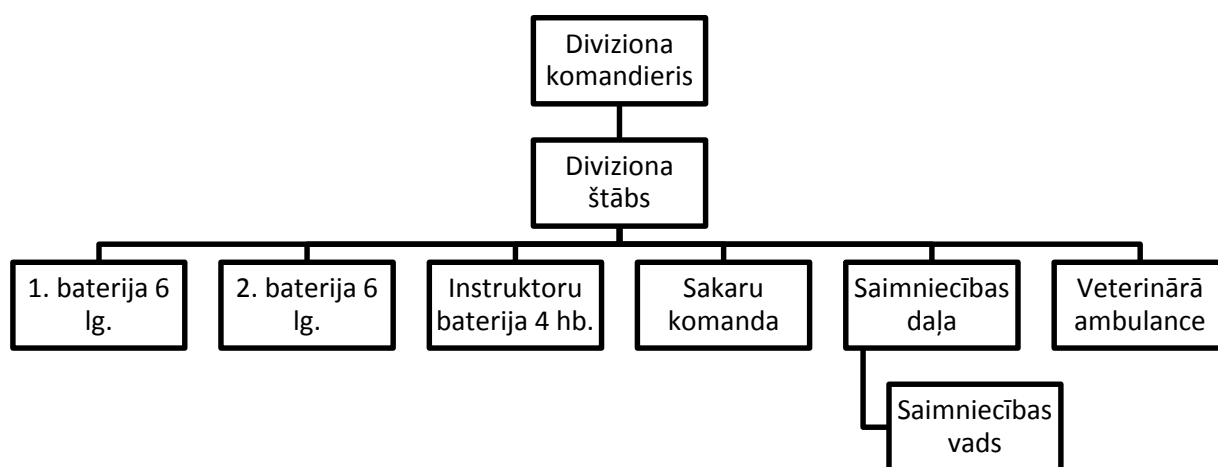 Diviziona
komandieris
Diviziona
štābs
1. baterija 6
lg.
2. baterija 6
lg.
Instruktoru
baterija 4 hb.
Sakaru
komanda
Saimniecības
daļa
Veterinārā
ambulance
Saimniecības
vads